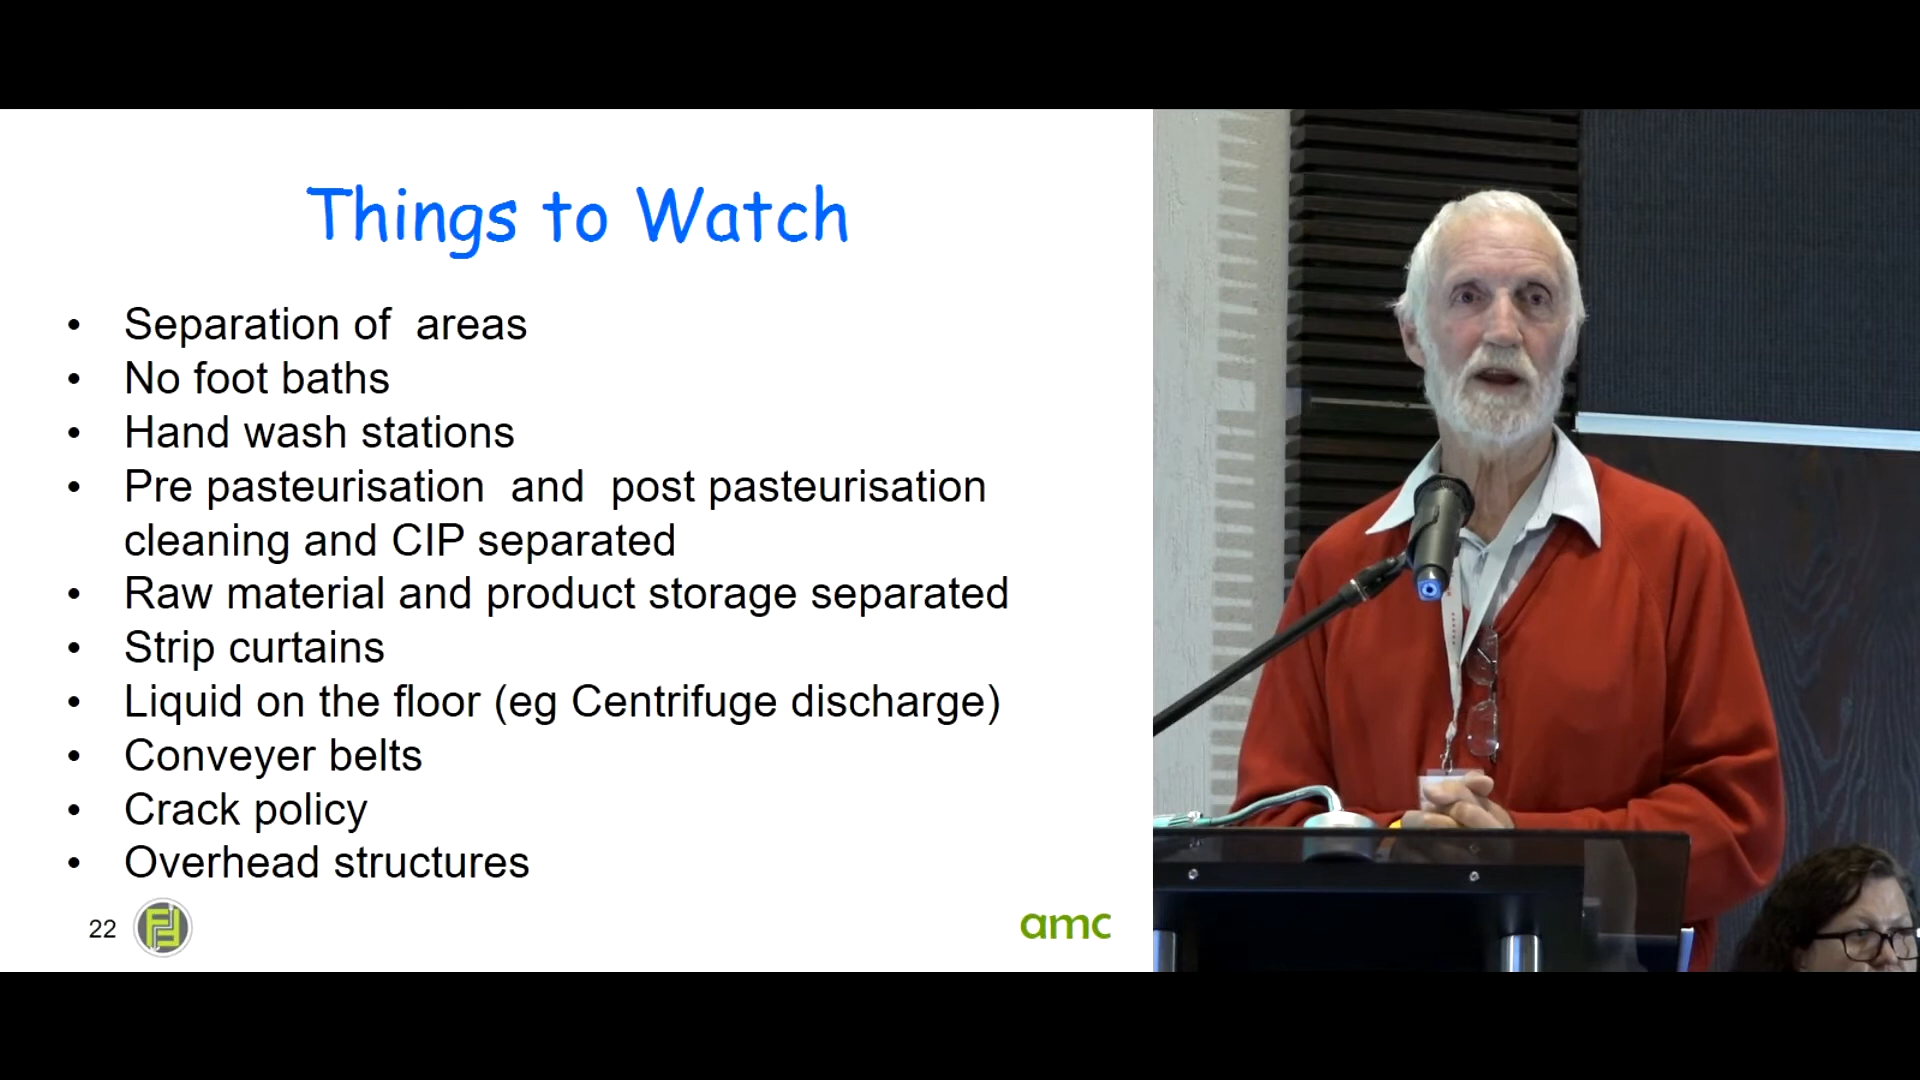 Things to Watch
• Separation of  areas
• No foot baths
• Hand wash stations
• Pre pasteurisation  and  post pasteurisation
cleaning and CIP separated
• Raw material and product storage separated
• Strip curtains
• Liquid on the floor (eg Centrifuge discharge)
• Conveyer belts
• Crack policy
• Overhead structures
22
amc